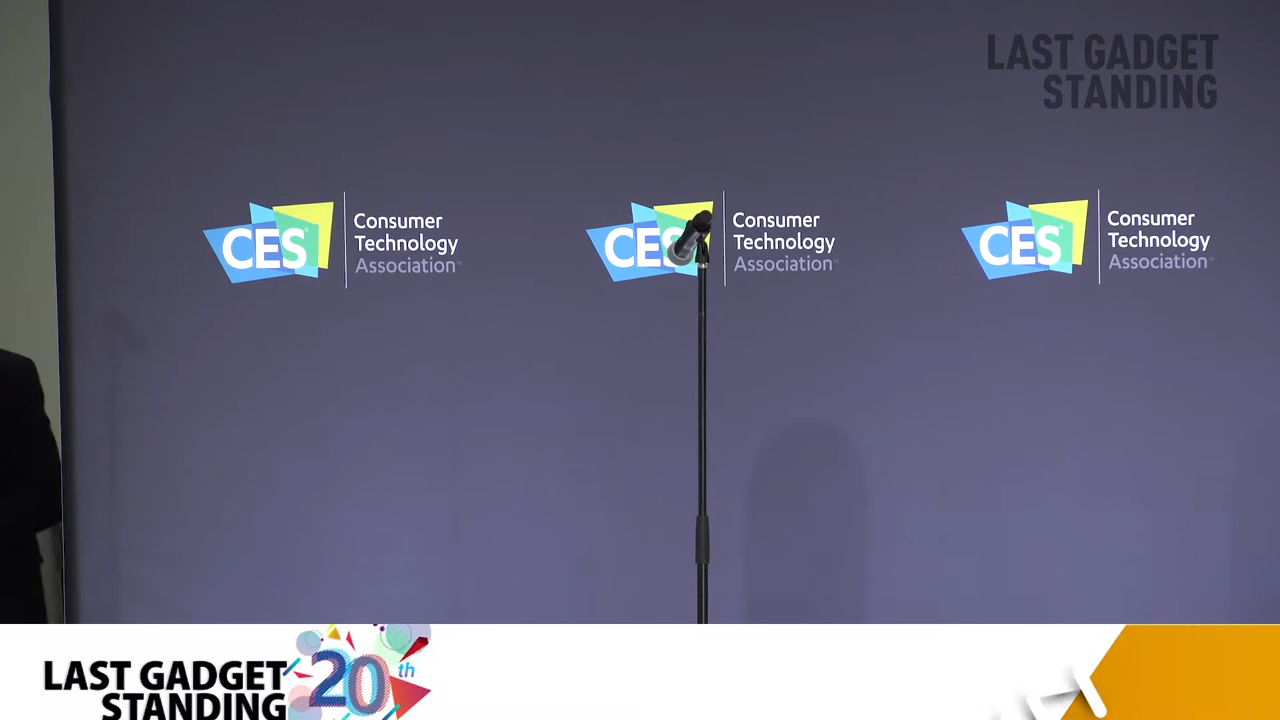 LAST GADGET
STANDING
CES
Consumer
Technology
Association
CES
Consumer
Technology
Association
CES
Consumer
Technology
Association
LAST GADGET
STANDING
20th